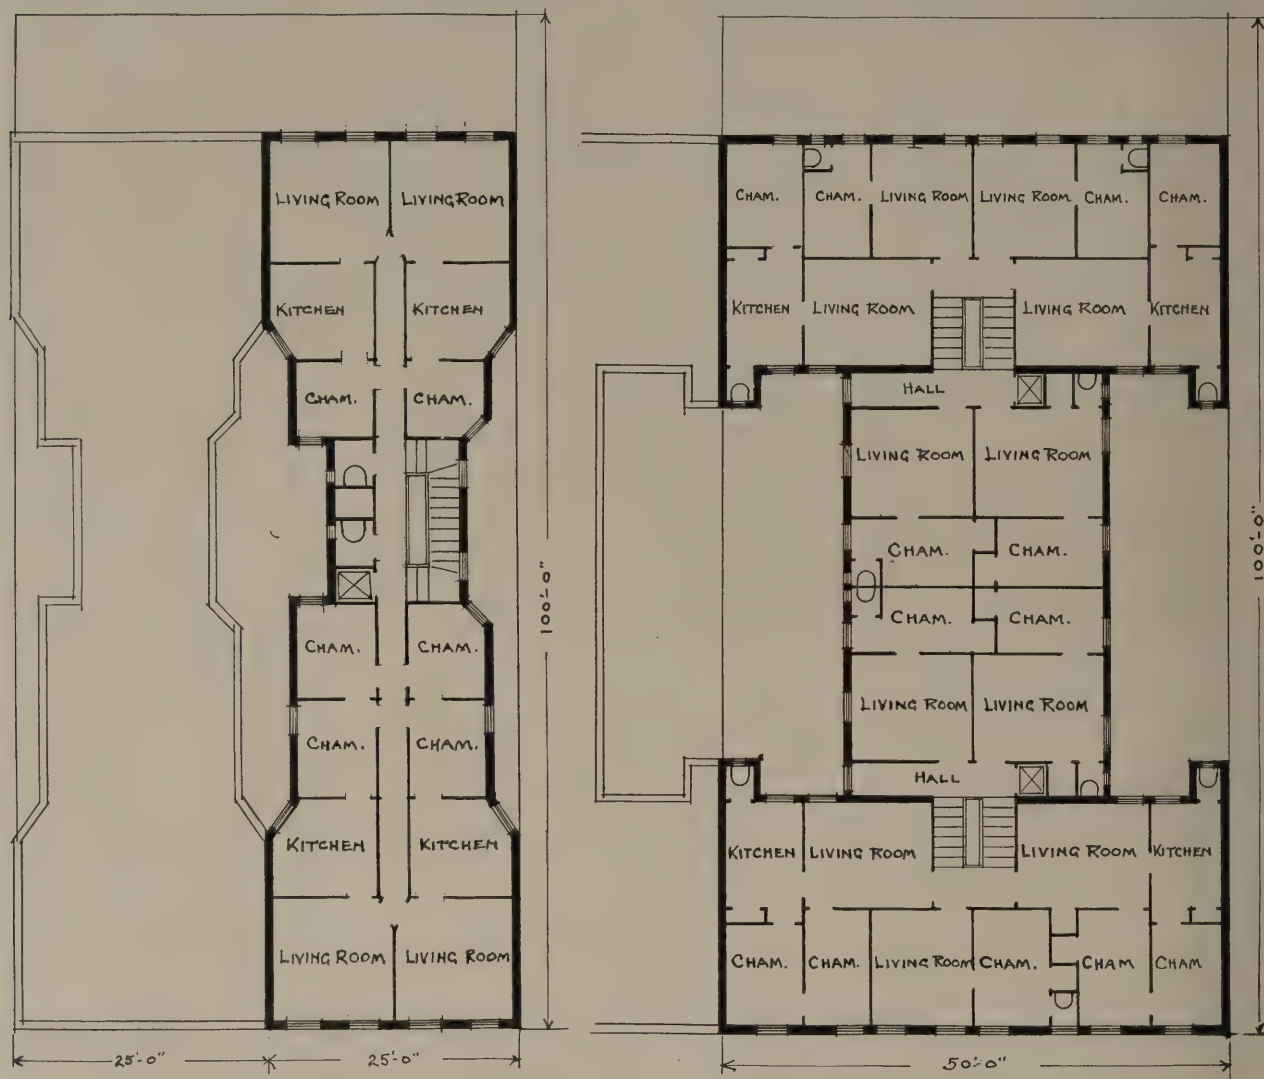 LIVING ROOM LIVING ROOM
KITCHEN KITCHEN
CHAM. CHAM.
CHAM. CHAM.
CHAM. CHAM.
KITCHEN KITCHEN
LIVING ROOM LIVING ROOM
100'-0"
25'-0" 25'-0"
CHAM. CHAM. LIVING ROOM LIVING ROOM CHAM. CHAM.
KITCHEN LIVING ROOM LIVING ROOM KITCHEN
HALL
LIVING ROOM LIVING ROOM
CHAM. CHAM.
CHAM. CHAM.
LIVING ROOM LIVING ROOM
HALL
KITCHEN LIVING ROOM LIVING ROOM KITCHEN
CHAM. CHAM. LIVING ROOM CHAM. CHAM CHAM
100'-0"
50'-0"